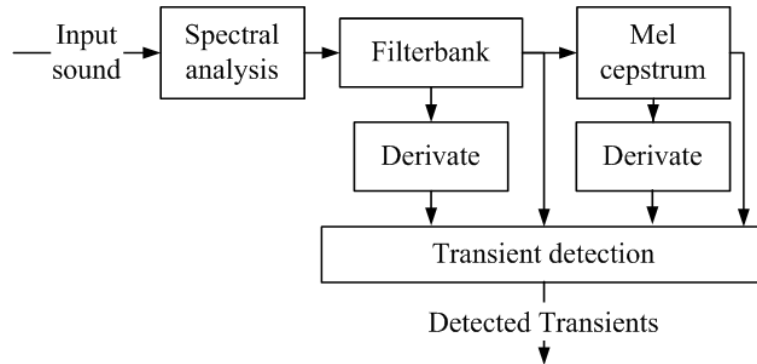 Input
sound
Spectral
analysis
Filterbank
Mel
cepstrum
Derivate
Derivate
Transient detection
Detected Transients